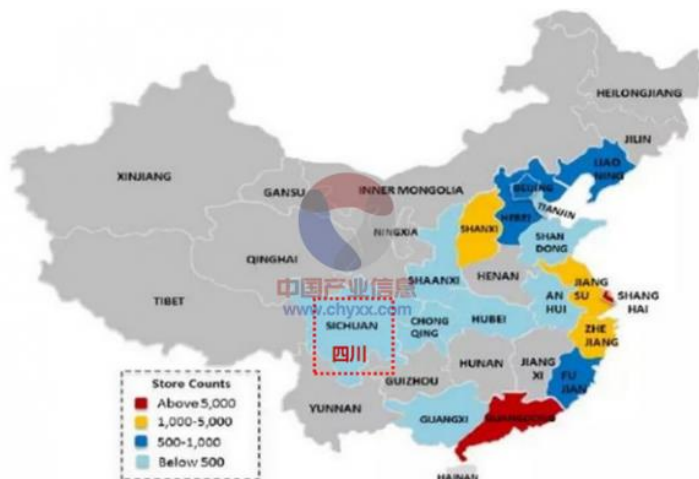 HEILONGJIANG
JILIN
LIAO
NING
XINJIANG
GANSU
INNER MONGOLIA
BEIJING
TIANJIN
HEBEI
NINGXIA
SHANXI
SHAN
DONG
QINGHAI
中国产业信息
www.chyxx.com
SHAANXI
HENAN
JIANG
SU
SHANG
HAI
TIBET
AN
HUI
SICHUAN
四川
CHONG
QING
HUBEI
ZHE
JIANG
HUNAN
JIANG
XI
FU
JIAN
GUIZHOU
YUNNAN
GUANGXI
GUANGDONG
HAINAN
Store Counts
Above 5,000
1,000-5,000
500-1,000
Below 500